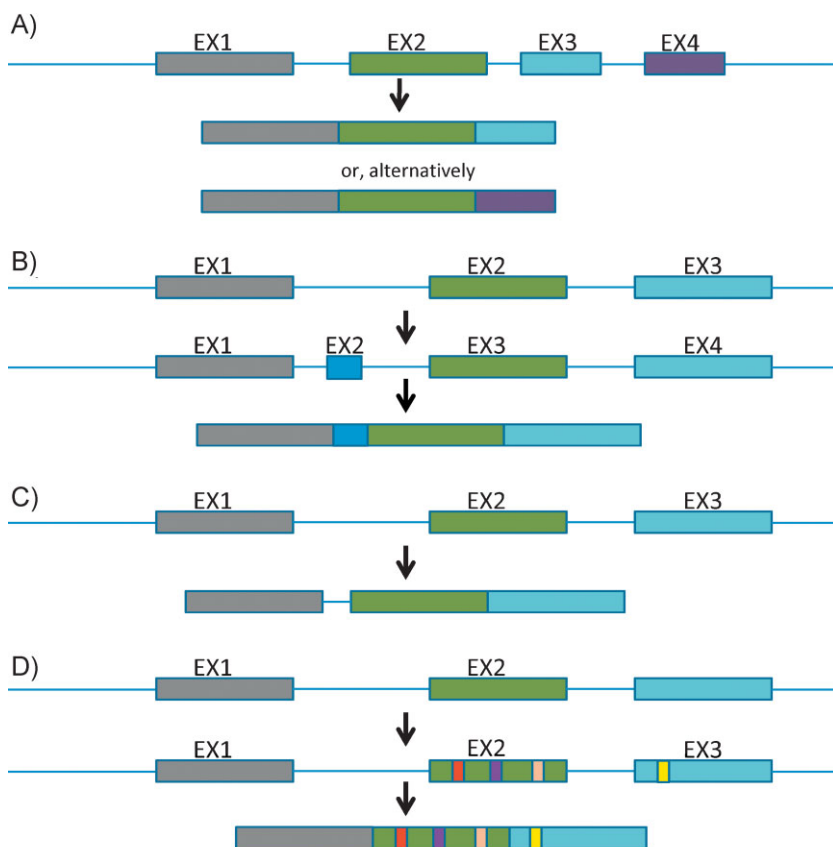 A)
EX1 EX2 EX3 EX4
or, alternatively
B)
EX1 EX2 EX3
EX1 EX2 EX3 EX4
C)
EX1 EX2 EX3
D)
EX1 EX2
EX1 EX2 EX3